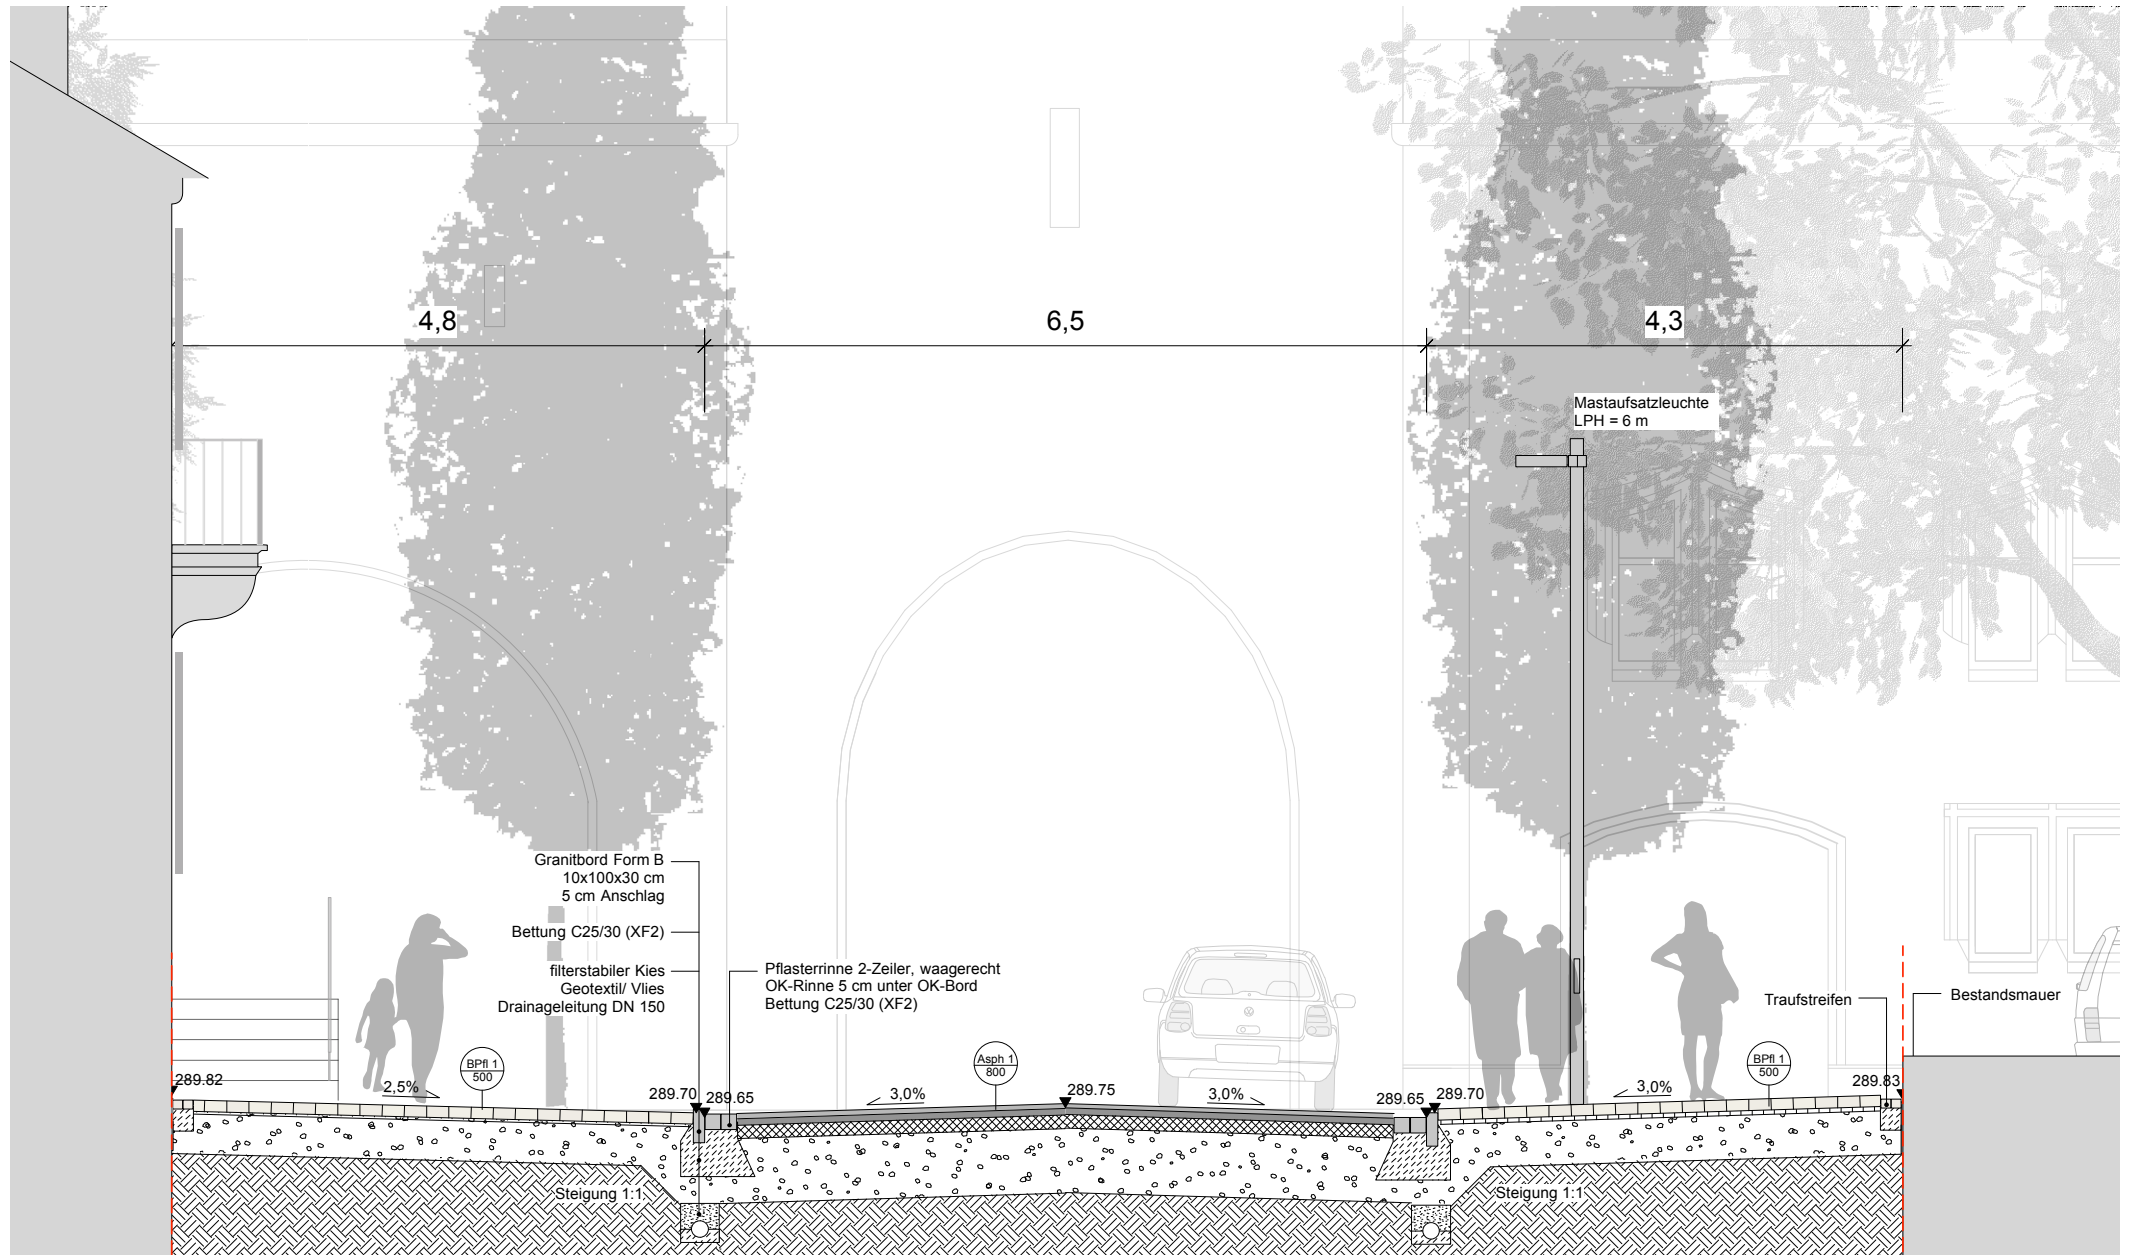 4,8
6,5
4,3
Mastaufsatzleuchte
LPH = 6 m
Granitbord Form B
10x100x30 cm
5 cm Anschlag
Bettung C25/30 (XF2)
filterstabiler Kies
Geotextil/ Vlies
Drainageleitung DN 150
Pflasterrinne 2-Zeiler, waagerecht
OK-Rinne 5 cm unter OK-Bord
Bettung C25/30 (XF2)
Traufstreifen
Bestandsmauer
289.82
2,5%
BPfl 1
500
289.70
289.65
3,0%
Asph 1
800
289.75
3,0%
289.65
289.70
3,0%
BPfl 1
500
289.83
Steigung 1:1
Steigung 1:1